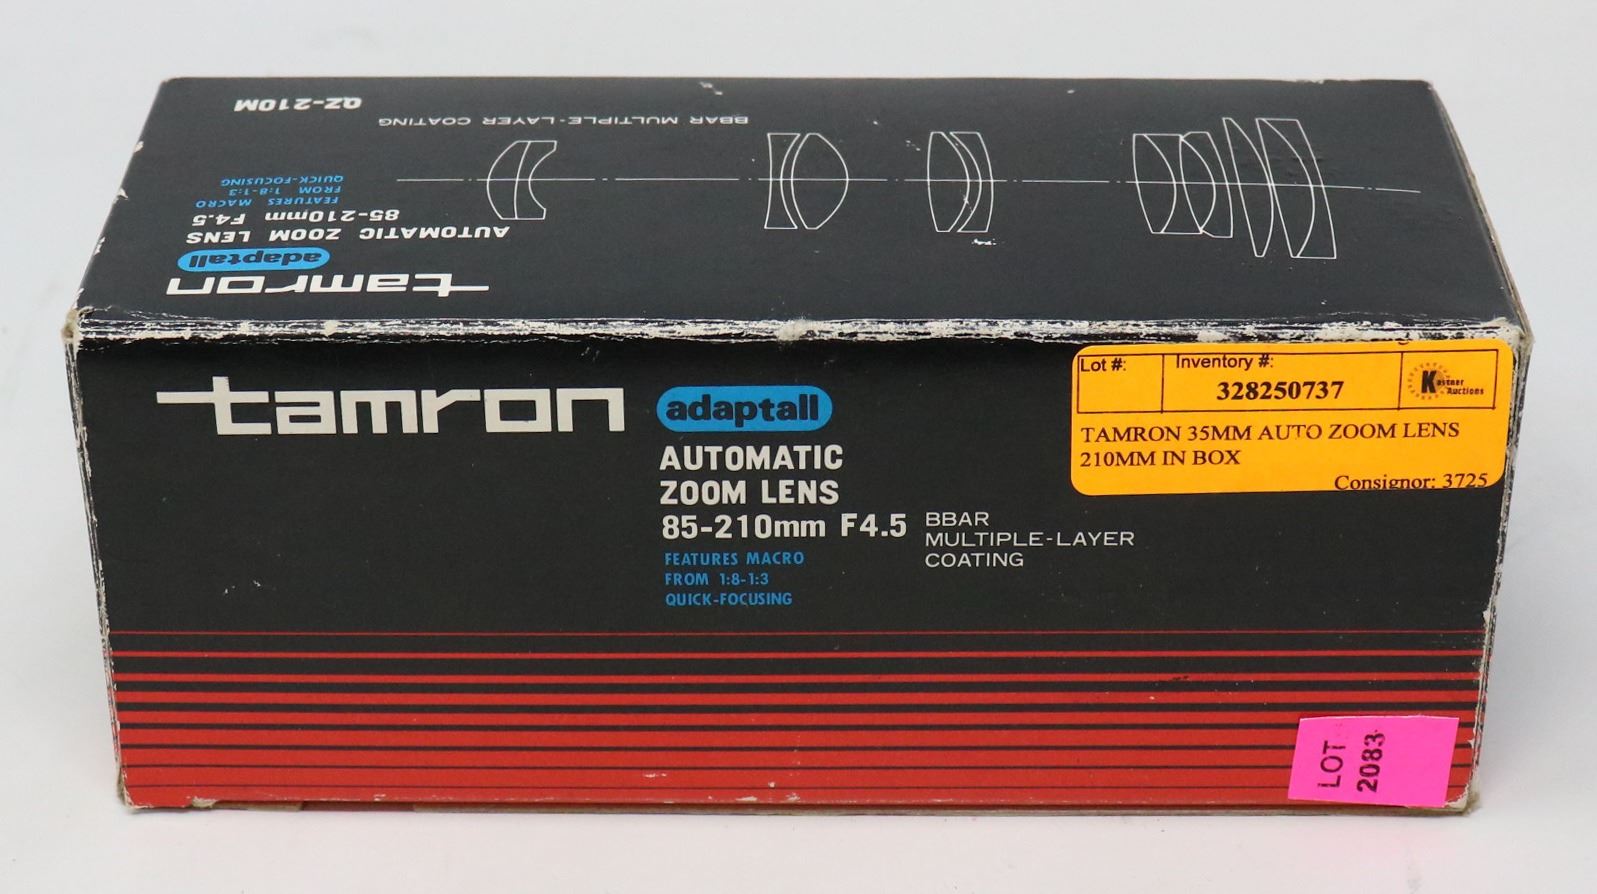 QZ-210M
BBAR MULTIPLE-LAYER COATING
QUICK-FOCUSING
FROM 1:8-1:3
FEATURES MACRO
85-210mm F4.5
AUTOMATIC ZOOM LENS
adaptall
tamron
tamron
adaptall
AUTOMATIC
ZOOM LENS
85-210mm F4.5
FEATURES MACRO
FROM 1:8-1:3
QUICK-FOCUSING
BBAR
MULTIPLE-LAYER
COATING
Lot #:
Inventory #:
328250737
Kastner
Auctions
TAMRON 35MM AUTO ZOOM LENS
210MM IN BOX
Consignor: 3725
LOT
2083